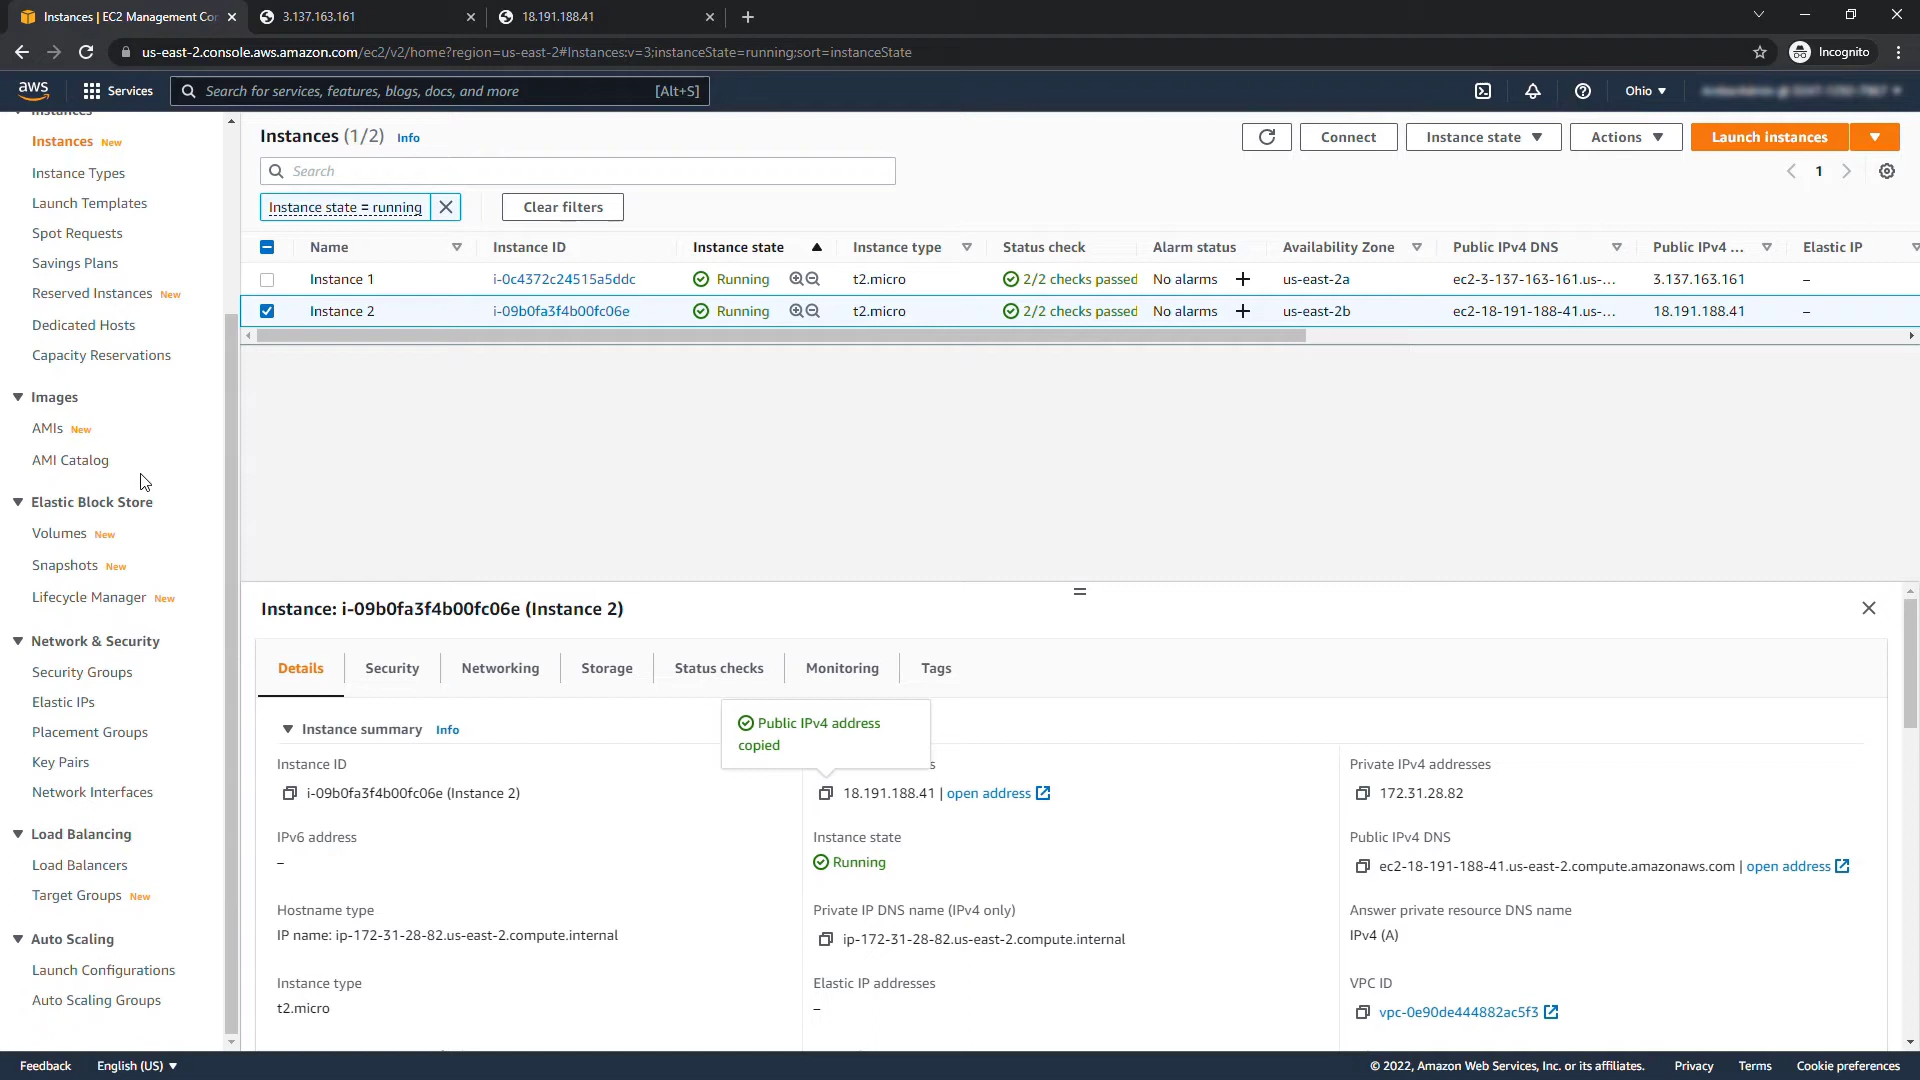 Instances | EC2 Management Co
3.137.163.161
18.191.188.41
us-east-2.console.aws.amazon.com/ec2/v2/home?region=us-east-2#Instances:v=3;instanceState=running;sort=instanceState
Incognito
aws
Services
Search for services, features, blogs, docs, and more
[Alt+S]
Ohio
Instances
Instances New
Instance Types
Launch Templates
Spot Requests
Savings Plans
Reserved Instances New
Dedicated Hosts
Capacity Reservations
Images
AMIs New
AMI Catalog
Elastic Block Store
Volumes New
Snapshots New
Lifecycle Manager New
Network & Security
Security Groups
Elastic IPs
Placement Groups
Key Pairs
Network Interfaces
Load Balancing
Load Balancers
Target Groups New
Auto Scaling
Launch Configurations
Auto Scaling Groups
Instances (1/2) Info
Connect
Instance state
Actions
Launch instances
Search
1
Instance state = running
Clear filters
Name Instance ID Instance state Instance type Status check Alarm status Availability Zone Public IPv4 DNS Public IPv4 ... Elastic IP
Instance 1 i-0c4372c24515a5ddc Running t2.micro 2/2 checks passed No alarms + us-east-2a ec2-3-137-163-161.us-... 3.137.163.161 –
Instance 2 i-09b0fa3f4b00fc06e Running t2.micro 2/2 checks passed No alarms + us-east-2b ec2-18-191-188-41.us-... 18.191.188.41 –
Instance: i-09b0fa3f4b00fc06e (Instance 2)
Details
Security
Networking
Storage
Status checks
Monitoring
Tags
Public IPv4 address
copied
Instance summary Info
Instance ID
i-09b0fa3f4b00fc06e (Instance 2)
18.191.188.41 | open address
Private IPv4 addresses
172.31.28.82
IPv6 address
–
Instance state
Running
Public IPv4 DNS
ec2-18-191-188-41.us-east-2.compute.amazonaws.com | open address
Hostname type
IP name: ip-172-31-28-82.us-east-2.compute.internal
Private IP DNS name (IPv4 only)
ip-172-31-28-82.us-east-2.compute.internal
Answer private resource DNS name
IPv4 (A)
Instance type
t2.micro
Elastic IP addresses
–
VPC ID
vpc-0e90de444882ac5f3
Feedback
English (US)
© 2022, Amazon Web Services, Inc. or its affiliates.
Privacy
Terms
Cookie preferences